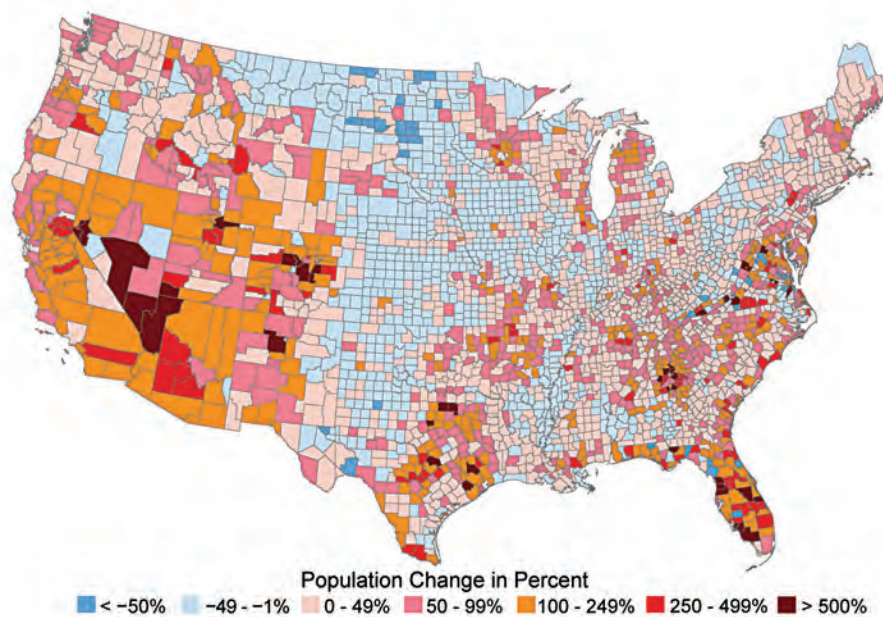 Population Change in Percent
< −50% −49 - −1% 0 - 49% 50 - 99% 100 - 249% 250 - 499% > 500%